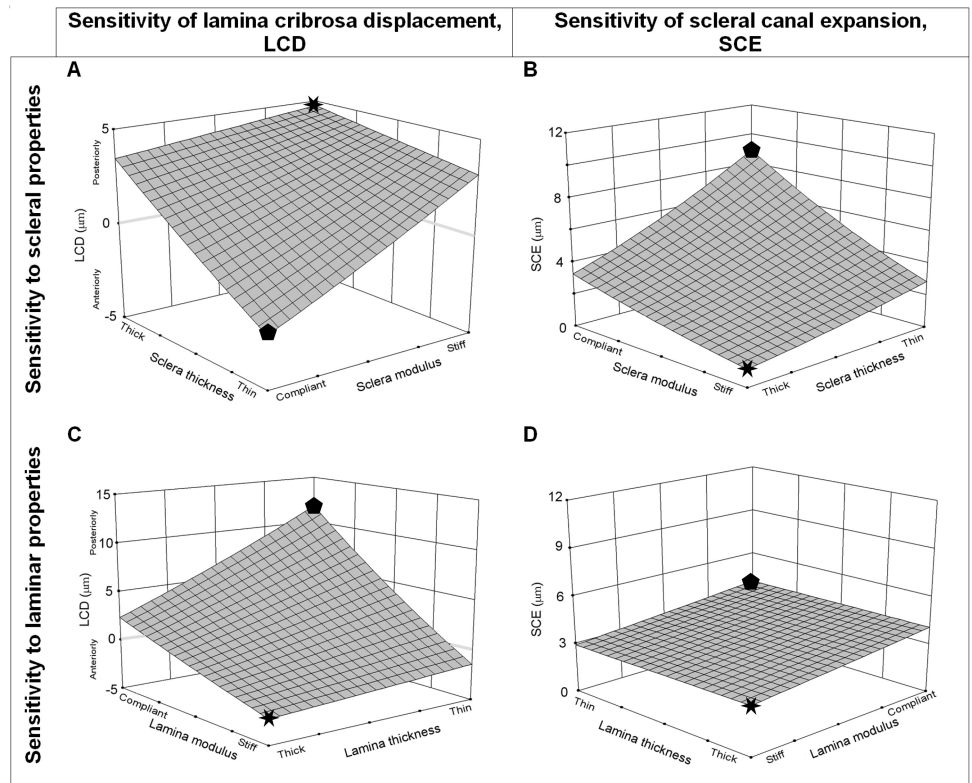 Sensitivity of lamina cribrosa displacement,
LCD
Sensitivity of scleral canal expansion,
SCE
Sensitivity to scleral properties
A
5
0
-5
Posteriorly
LCD (µm)
Anteriorly
Thick
Sclera thickness
Thin
Compliant
Sclera modulus
Stiff
B
12
8
4
0
SCE (µm)
Compliant
Sclera modulus
Stiff
Thick
Sclera thickness
Thin
Sensitivity to laminar properties
C
15
10
5
0
-5
Posteriorly
LCD (µm)
Anteriorly
Compliant
Lamina modulus
Stiff
Thick
Lamina thickness
Thin
D
12
9
6
3
0
SCE (µm)
Thin
Lamina thickness
Thick
Stiff
Lamina modulus
Compliant